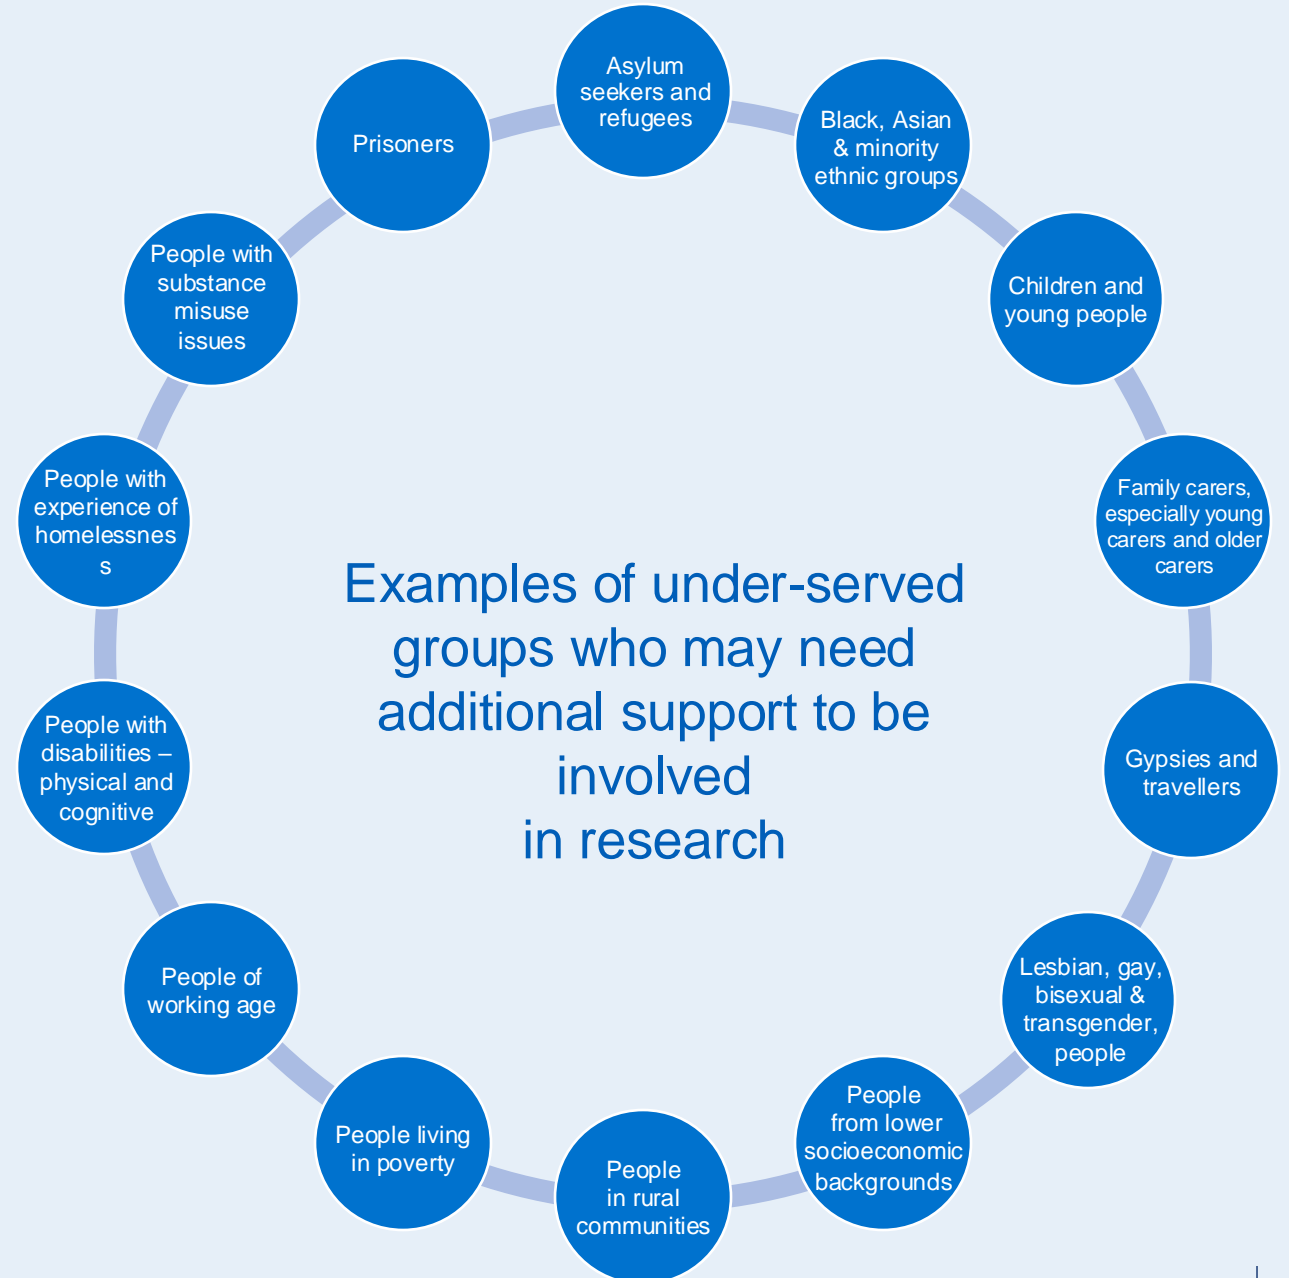 Asylum
seekers and
refugees
Black, Asian
& minority
ethnic groups
Children and
young people
Family carers,
especially young
carers and older
carers
Gypsies and
travellers
Lesbian, gay,
bisexual &
transgender,
people
People
from lower
socioeconomic
backgrounds
People
in rural
communities
People living
in poverty
People of
working age
People with
disabilities –
physical and
cognitive
People with
experience of
homelessnes
s
People with
substance
misuse
issues
Prisoners
Examples of under-served
groups who may need
additional support to be
involved
in research